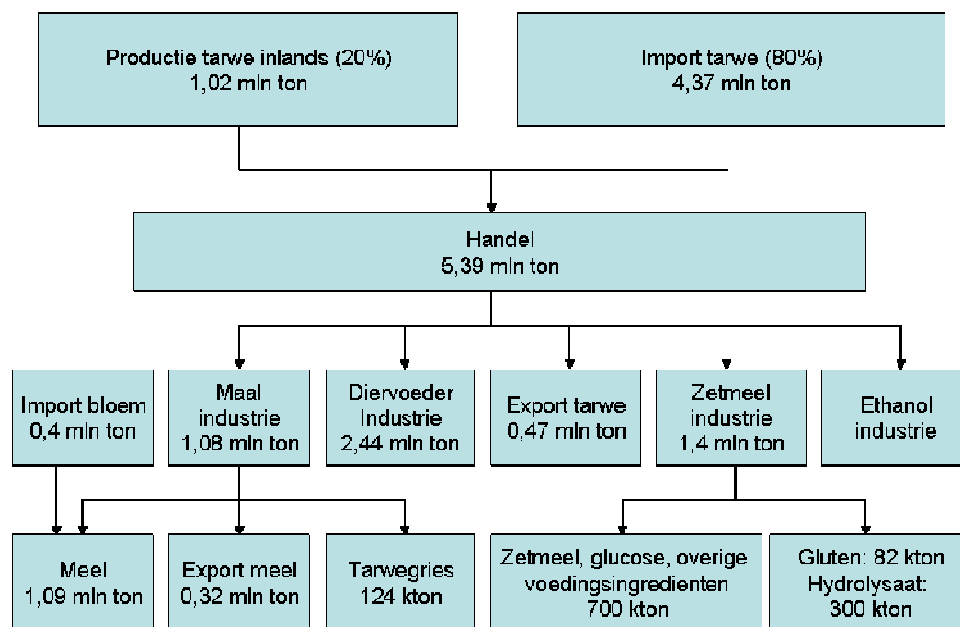 Productie tarwe inlands (20%)
1,02 mln ton
Import tarwe (80%)
4,37 mln ton
Handel
5,39 mln ton
Import bloem
0,4 mln ton
Maal
industrie
1,08 mln ton
Diervoeder
Industrie
2,44 mln ton
Export tarwe
0,47 mln ton
Zetmeel
industrie
1,4 mln ton
Ethanol
industrie
Meel
1,09 mln ton
Export meel
0,32 mln ton
Tarwegries
124 kton
Zetmeel, glucose, overige
voedingsingredienten
700 kton
Gluten: 82 kton
Hydrolysaat:
300 kton